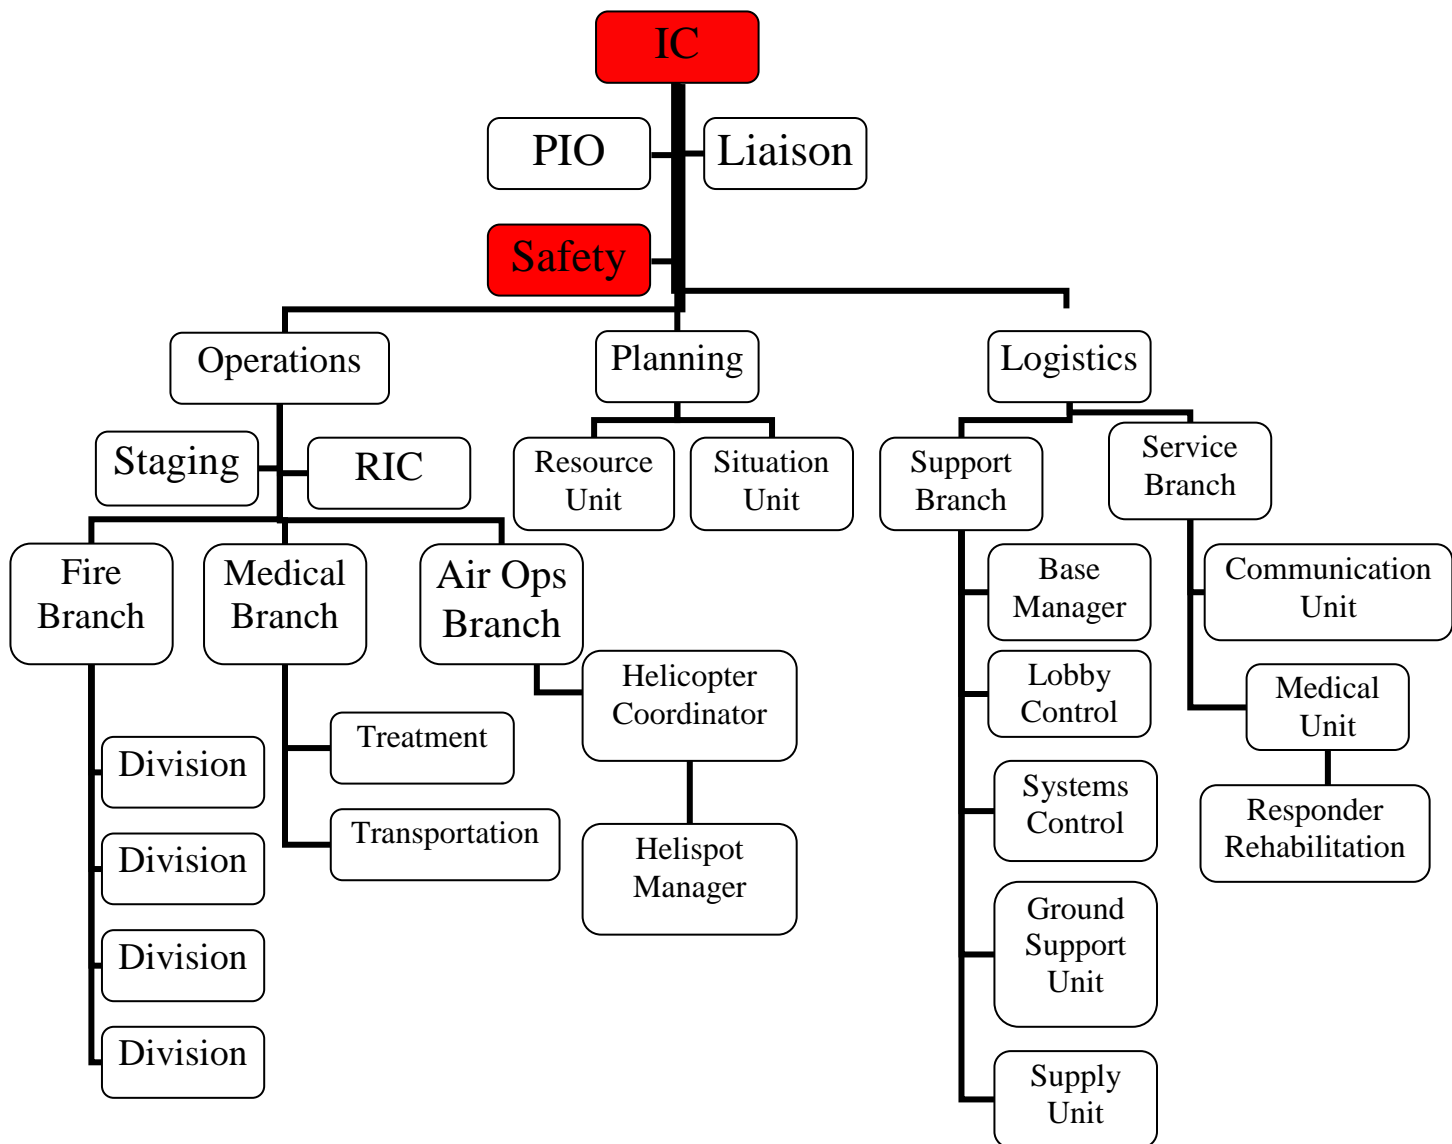 IC
PIO
Liaison
Safety
Operations
Planning
Logistics
Staging
RIC
Resource
Unit
Situation
Unit
Support
Branch
Service
Branch
Fire
Branch
Medical
Branch
Air Ops
Branch
Base
Manager
Communication
Unit
Helicopter
Coordinator
Lobby
Control
Medical
Unit
Treatment
Division
Systems
Control
Responder
Rehabilitation
Transportation
Division
Helispot
Manager
Ground
Support
Unit
Division
Division
Supply
Unit